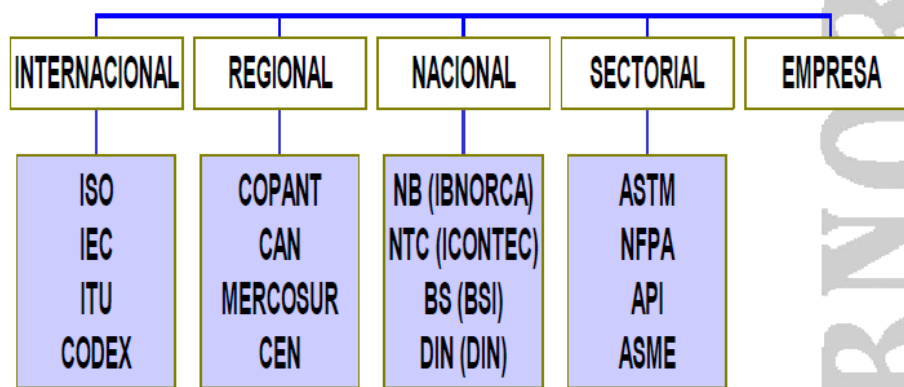 INTERNACIONAL
REGIONAL
NACIONAL
SECTORIAL
EMPRESA
ISO
IEC
ITU
CODEX
COPANT
CAN
MERCOSUR
CEN
NB (IBNORCA)
NTC (ICONTEC)
BS (BSI)
DIN (DIN)
ASTM
NFPA
API
ASME